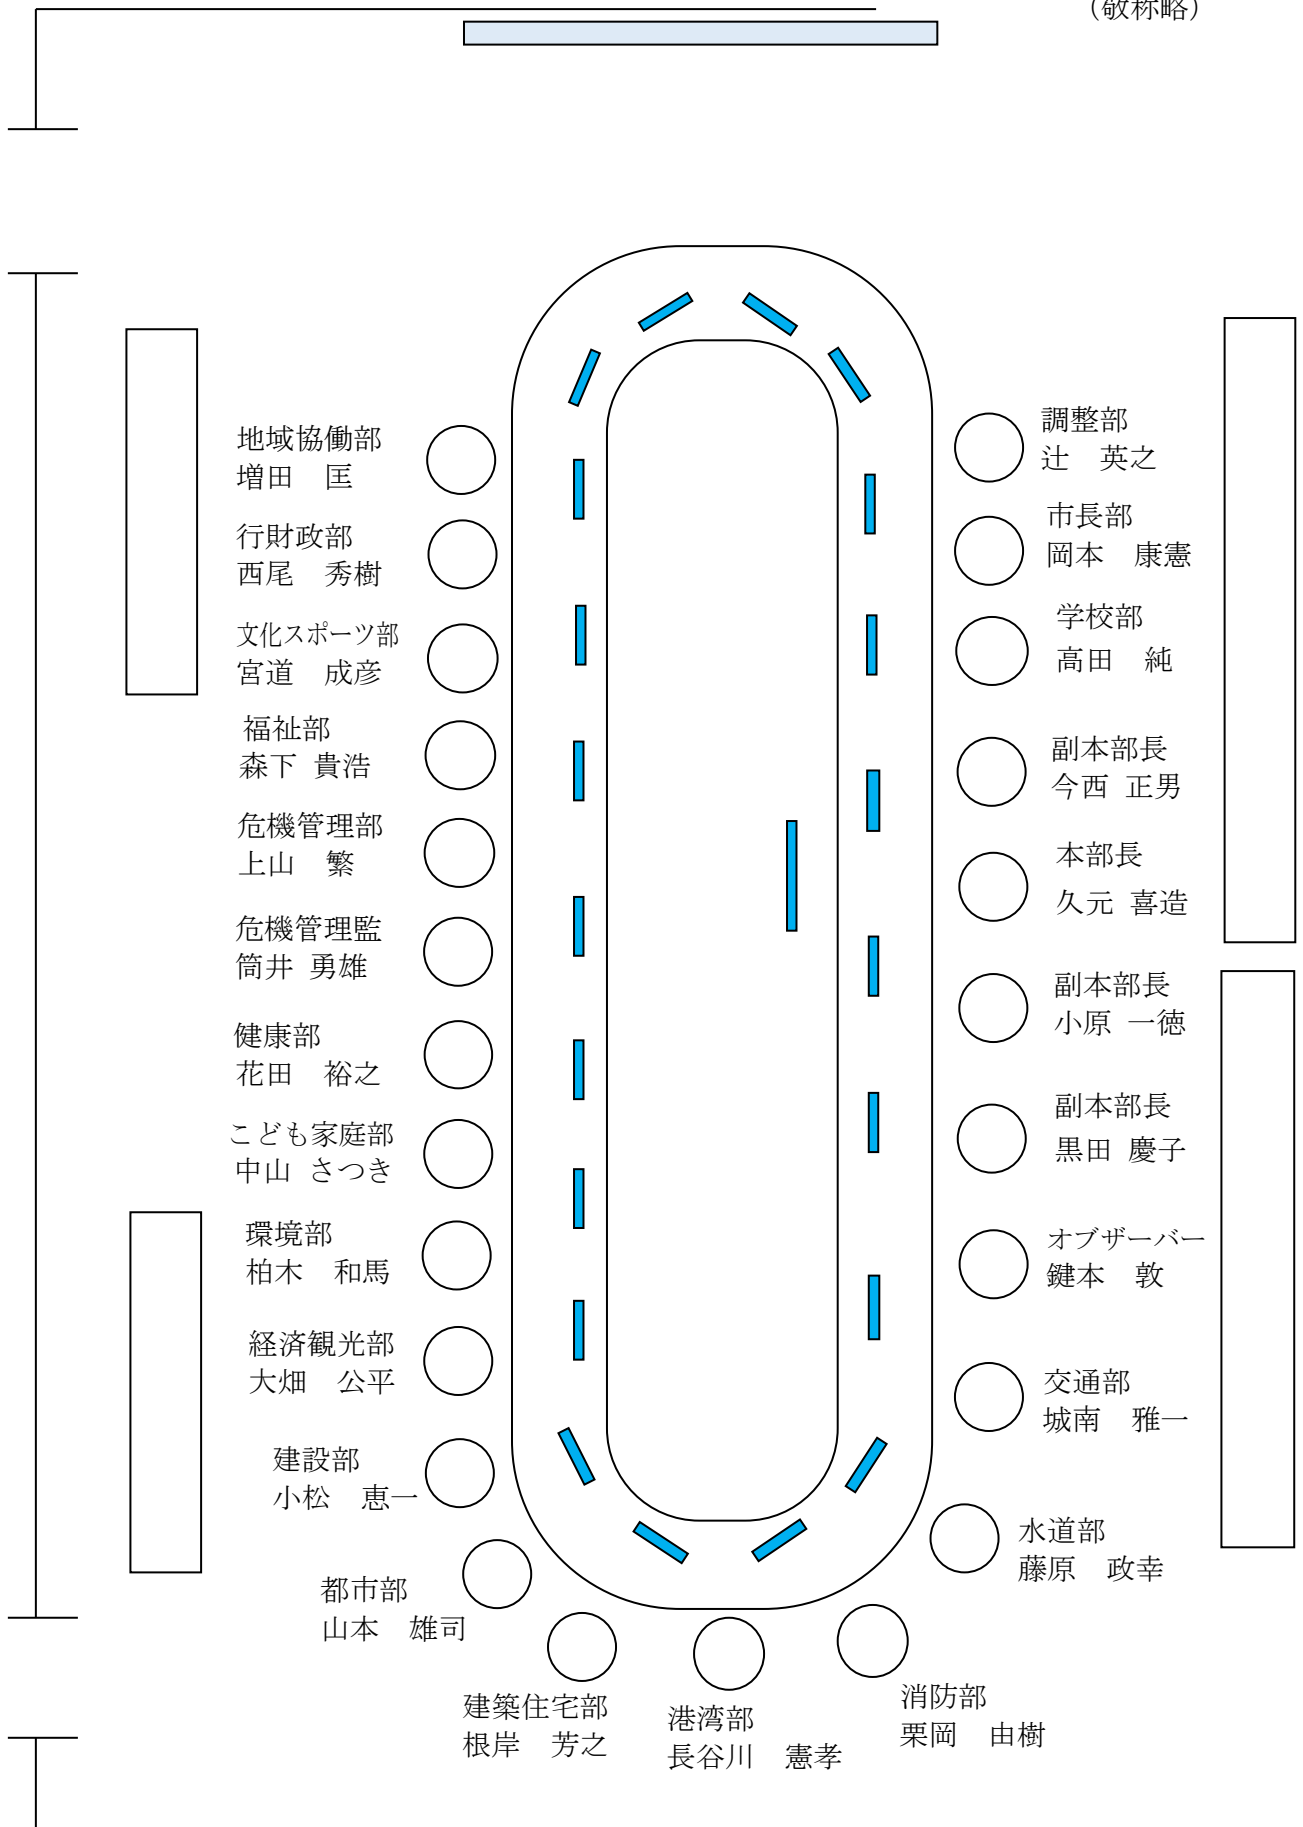 （敬称略）
地域協働部
増田　匡
行財政部
西尾　秀樹
文化スポーツ部
宮道　成彦
福祉部
森下 貴浩
危機管理部
上山　繁
危機管理監
筒井 勇雄
健康部
花田　裕之
こども家庭部
中山 さつき
環境部
柏木　和馬
経済観光部
大畑　公平
建設部
小松　恵一
都市部
山本　雄司
建築住宅部
根岸　芳之
港湾部
長谷川　憲孝
消防部
栗岡　由樹
水道部
藤原　政幸
交通部
城南　雅一
オブザーバー
鍵本　敦
副本部長
黒田 慶子
副本部長
小原 一徳
本部長
久元 喜造
副本部長
今西 正男
学校部
高田　純
市長部
岡本　康憲
調整部
辻　英之